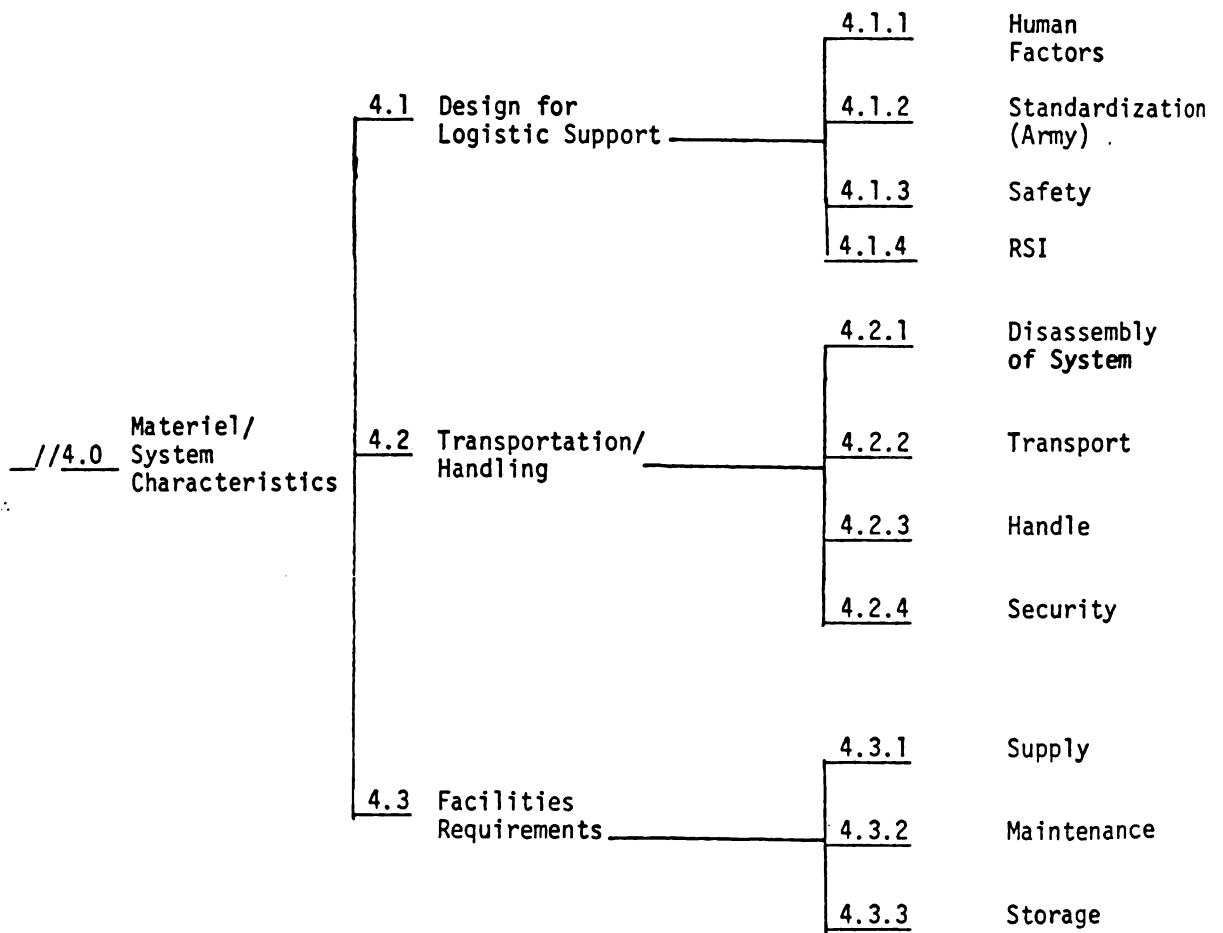 4.1.1 Human
Factors
4.1 Design for
Logistic Support
4.1.2 Standardization
(Army)
4.1.3 Safety
4.1.4 RSI
4.2.1 Disassembly
of System
//4.0 Materiel/
System
Characteristics
4.2 Transportation/
Handling
4.2.2 Transport
4.2.3 Handle
4.2.4 Security
4.3.1 Supply
4.3 Facilities
Requirements
4.3.2 Maintenance
4.3.3 Storage